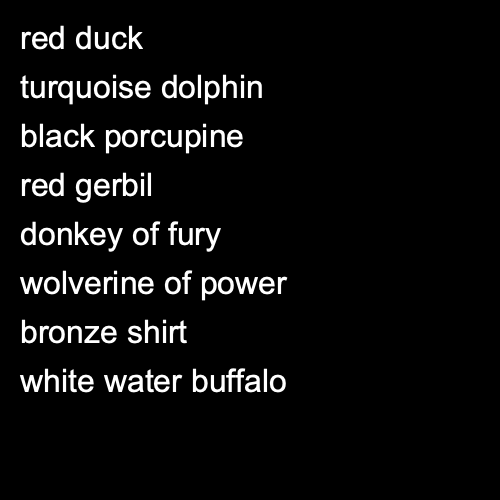 red duck
turquoise dolphin
black porcupine
red gerbil
donkey of fury
wolverine of power
bronze shirt
white water buffalo